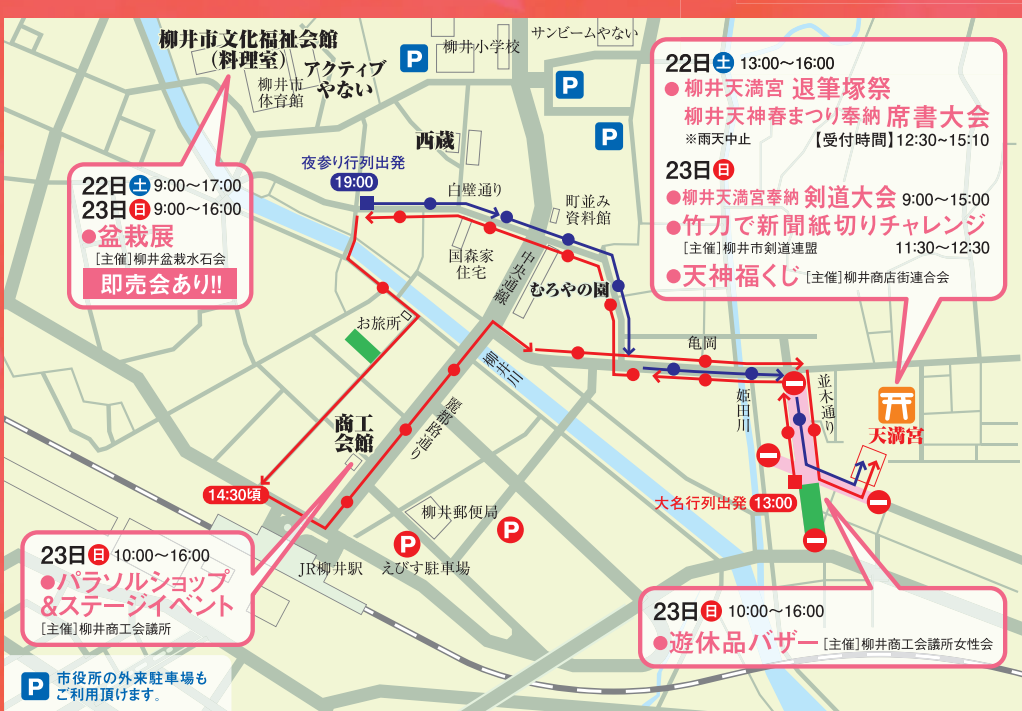 柳井市文化福祉会館
（料理室）
アクティブ
やない
柳井市
体育館
P
柳井小学校
サンビームやない
P
P
西蔵
夜参り行列出発
19:00
白壁通り
町並み
資料館
国森家
住宅
中央通線
むろやの園
お旅所
柳井川
亀岡
姫田川
並木通り
天満宮
麗都路通り
商工
会館
14:30頃
大名行列出発 13:00
柳井郵便局
P
P
JR柳井駅
えびす駐車場
22日土 9:00〜17:00
23日日 9:00〜16:00
●盆栽展
［主催］柳井盆栽水石会
即売会あり!!
22日土 13:00〜16:00
●柳井天満宮 退筆塚祭
柳井天神春まつり奉納 席書大会
※雨天中止 【受付時間】12:30~15:10
23日日
●柳井天満宮奉納 剣道大会 9:00〜15:00
●竹刀で新聞紙切りチャレンジ
［主催］柳井市剣道連盟 11:30〜12:30
●天神福くじ ［主催］柳井商店街連合会
23日日 10:00〜16:00
●パラソルショップ
&ステージイベント
［主催］柳井商工会議所
23日日 10:00〜16:00
●遊休品バザー ［主催］柳井商工会議所女性会
P 市役所の外来駐車場も
ご利用頂けます。